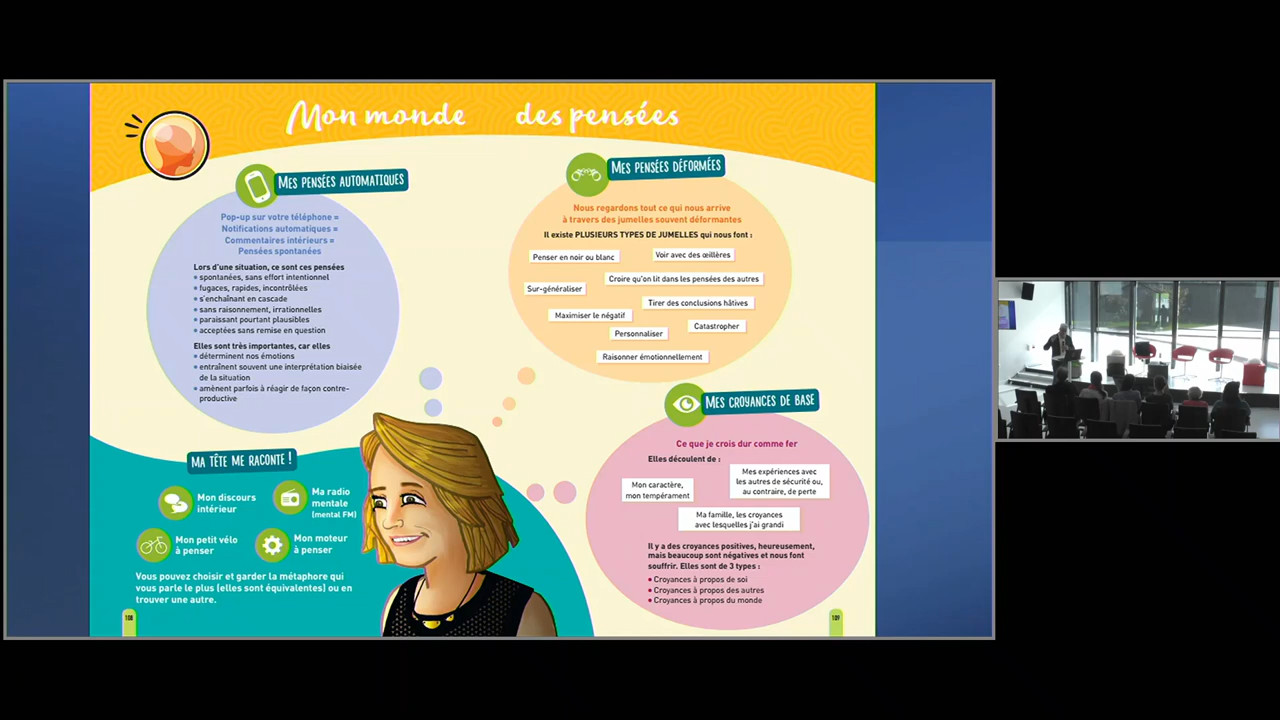 Mon monde des pensées
MES PENSÉES AUTOMATIQUES
Pop-up sur votre téléphone =
Notifications automatiques =
Commentaires intérieurs =
Pensées spontanées
Lors d'une situation, ce sont ces pensées
• spontanées, sans effort intentionnel
• fugaces, rapides, incontrôlées
• s'enchaînant en cascade
• sans raisonnement, irrationnelles
• paraissant pourtant plausibles
• acceptées sans remise en question
Elles sont très importantes, car elles
• déterminent nos émotions
• entraînent souvent une interprétation biaisée
de la situation
• amènent parfois à réagir de façon contre-
productive
MES PENSÉES DÉFORMÉES
Nous regardons tout ce qui nous arrive
à travers des jumelles souvent déformantes
Il existe PLUSIEURS TYPES DE JUMELLES qui nous font :
Penser en noir ou blanc
Voir avec des œillères
Croire qu'on lit dans les pensées des autres
Sur-généraliser
Tirer des conclusions hâtives
Maximiser le négatif
Catastropher
Personnaliser
Raisonner émotionnellement
MES CROYANCES DE BASE
Ce que je crois dur comme fer
Elles découlent de :
Mon caractère,
mon tempérament
Mes expériences avec
les autres de sécurité ou,
au contraire, de perte
Ma famille, les croyances
avec lesquelles j'ai grandi
Il y a des croyances positives, heureusement,
mais beaucoup sont négatives et nous font
souffrir. Elles sont de 3 types :
• Croyances à propos de soi
• Croyances à propos des autres
• Croyances à propos du monde
MA TÊTE ME RACONTE !
Mon discours
intérieur
Ma radio
mentale
(mental FM)
Mon petit vélo
à penser
Mon moteur
à penser
Vous pouvez choisir et garder la métaphore qui
vous parle le plus (elles sont équivalentes) ou en
trouver une autre.
108
109